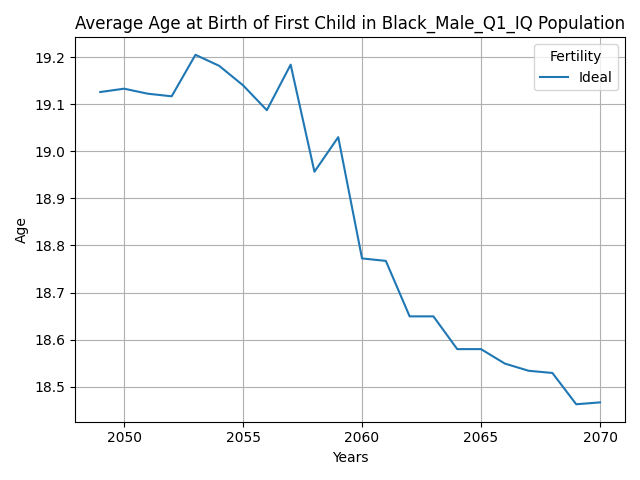 Average Age at Birth of First Child in Black_Male_Q1_IQ Population
Fertility
Ideal
19.2
19.1
19.0
18.9
18.8
18.7
18.6
18.5
Age
2050 2055 2060 2065 2070
Years